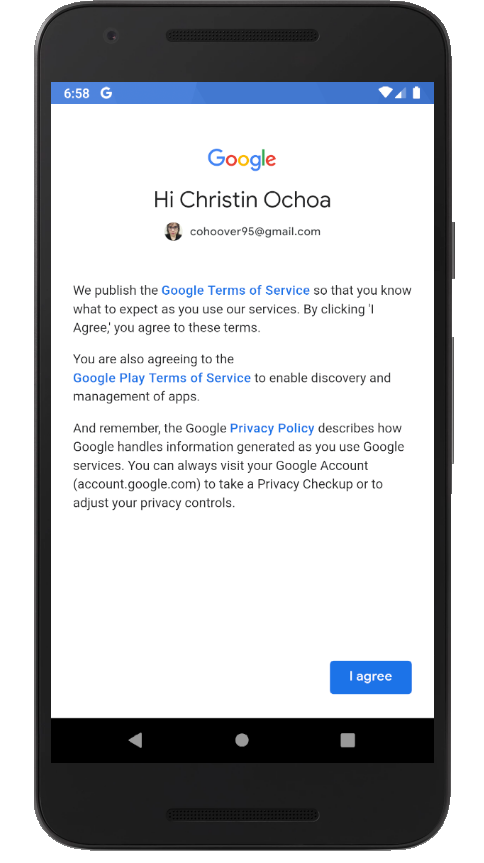 6:58 G
Google
Hi Christin Ochoa
cohoover95@gmail.com
We publish the Google Terms of Service so that you know
what to expect as you use our services. By clicking 'I
Agree,' you agree to these terms.
You are also agreeing to the
Google Play Terms of Service to enable discovery and
management of apps.
And remember, the Google Privacy Policy describes how
Google handles information generated as you use Google
services. You can always visit your Google Account
(account.google.com) to take a Privacy Checkup or to
adjust your privacy controls.
I agree